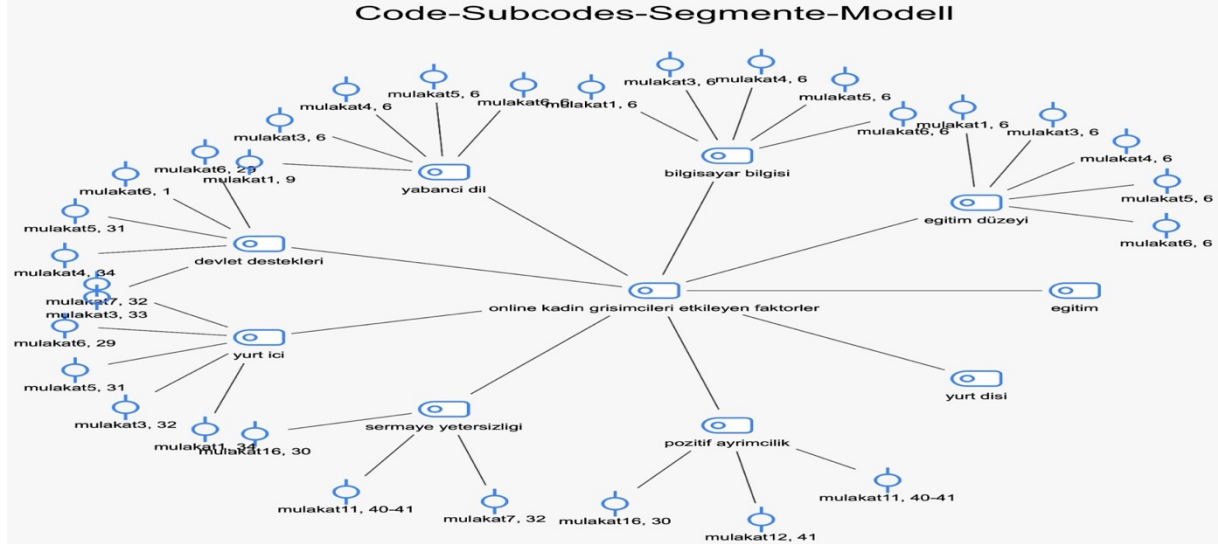 Code-Subcodes-Segmente-Modell
mulakat3, 6
mulakat4, 6
mulakat5, 6
mulakat6, 6
mulakat1, 9
yabanci dil
mulakat1, 6
mulakat3, 6
mulakat4, 6
mulakat5, 6
mulakat6, 6
bilgisayar bilgisi
mulakat1, 6
mulakat3, 6
mulakat4, 6
mulakat5, 6
mulakat6, 6
egitim düzeyi
mulakat6, 29
mulakat6, 1
mulakat5, 31
mulakat4, 34
mulakat3, 33
devlet destekleri
online kadin grisimcileri etkileyen faktorler
egitim
mulakat7, 32
mulakat6, 29
mulakat5, 31
mulakat3, 32
mulakat1, 34
yurt ici
yurt disi
sermaye yetersizligi
mulakat16, 30
mulakat11, 40-41
mulakat7, 32
pozitif ayrimcilik
mulakat16, 30
mulakat12, 41
mulakat11, 40-41